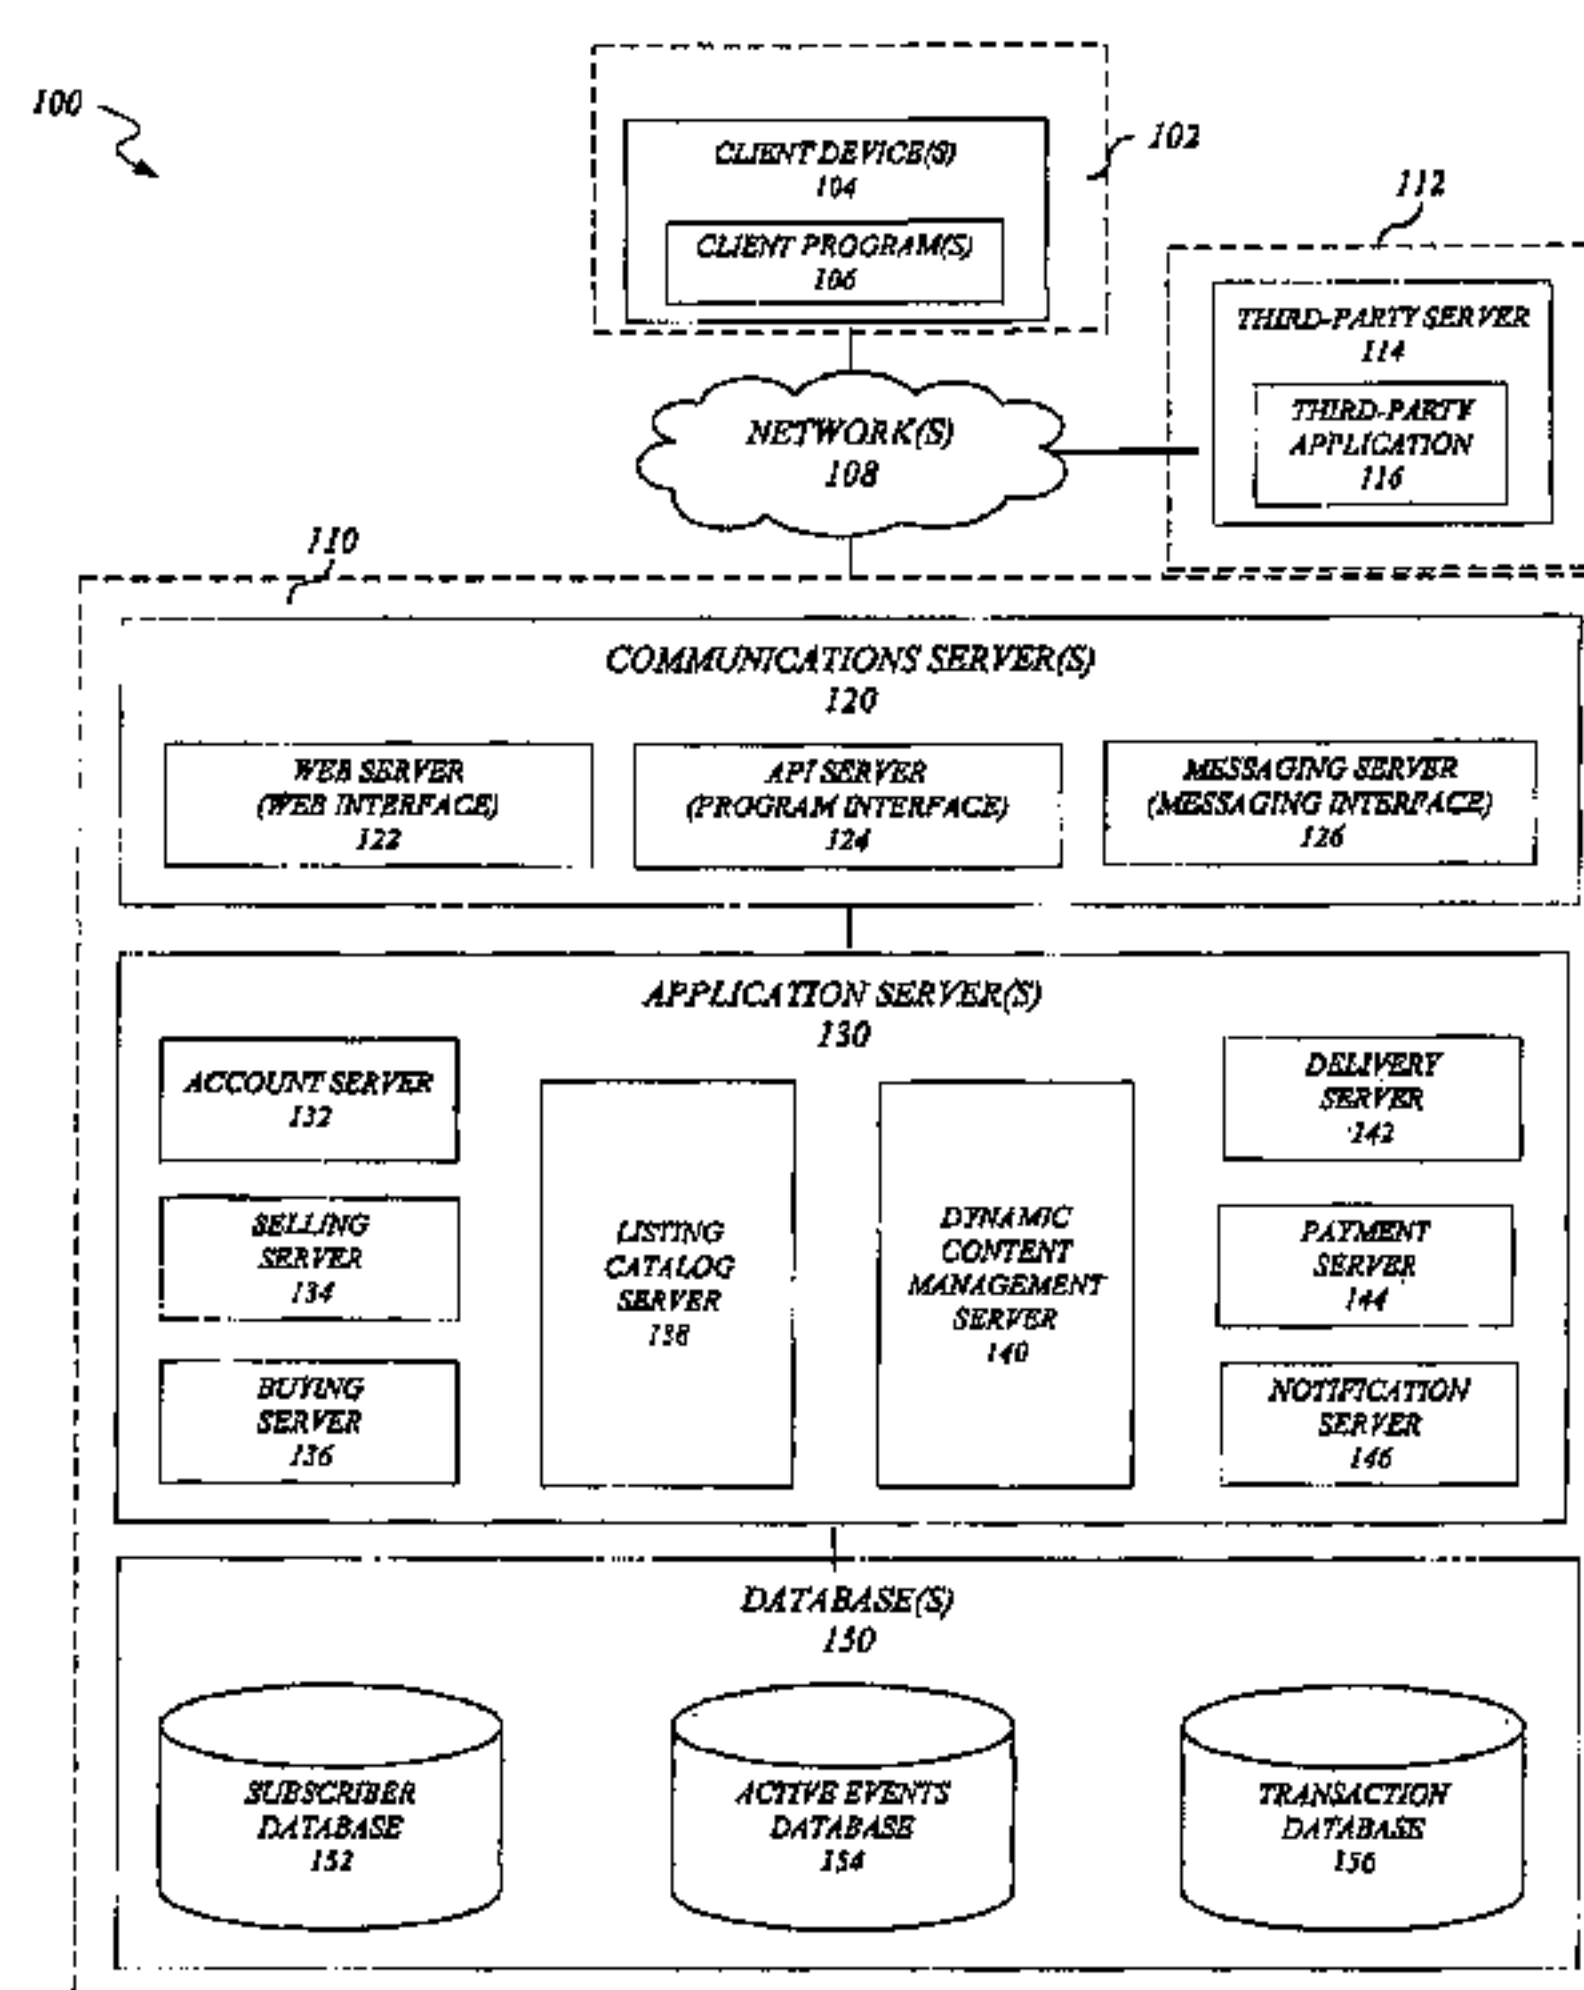 100
102
CLIENT DEVICE(S)
104
CLIENT PROGRAM(S)
106
112
THIRD-PARTY SERVER
114
THIRD-PARTY
APPLICATION
116
NETWORK(S)
108
110
COMMUNICATIONS SERVER(S)
120
WEB SERVER
(WEB INTERFACE)
122
API SERVER
(PROGRAM INTERFACE)
124
MESSAGING SERVER
(MESSAGING INTERFACE)
126
APPLICATION SERVER(S)
130
ACCOUNT SERVER
132
SELLING
SERVER
134
BUYING
SERVER
136
LISTING
CATALOG
SERVER
138
DYNAMIC
CONTENT
MANAGEMENT
SERVER
140
DELIVERY
SERVER
142
PAYMENT
SERVER
144
NOTIFICATION
SERVER
146
DATABASE(S)
150
SUBSCRIBER
DATABASE
152
ACTIVE EVENTS
DATABASE
154
TRANSACTION
DATABASE
156